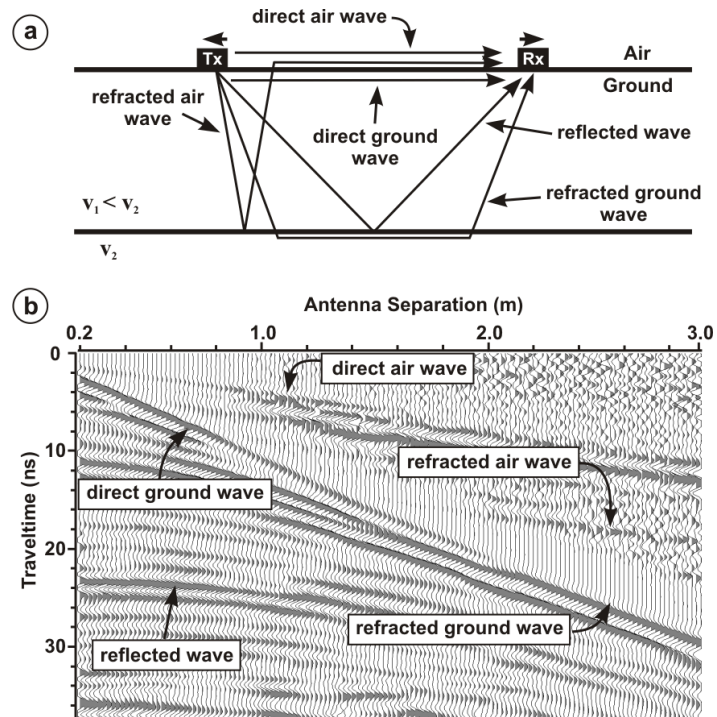 a
direct air wave
Tx
Rx
Air
Ground
refracted air
wave
direct ground
wave
reflected wave
refracted ground
wave
v₁ < v₂
v₂
b
Antenna Separation (m)
0.2 1.0 2.0 3.0
Traveltime (ns)
0
10
20
30
direct air wave
refracted air wave
direct ground wave
refracted ground wave
reflected wave